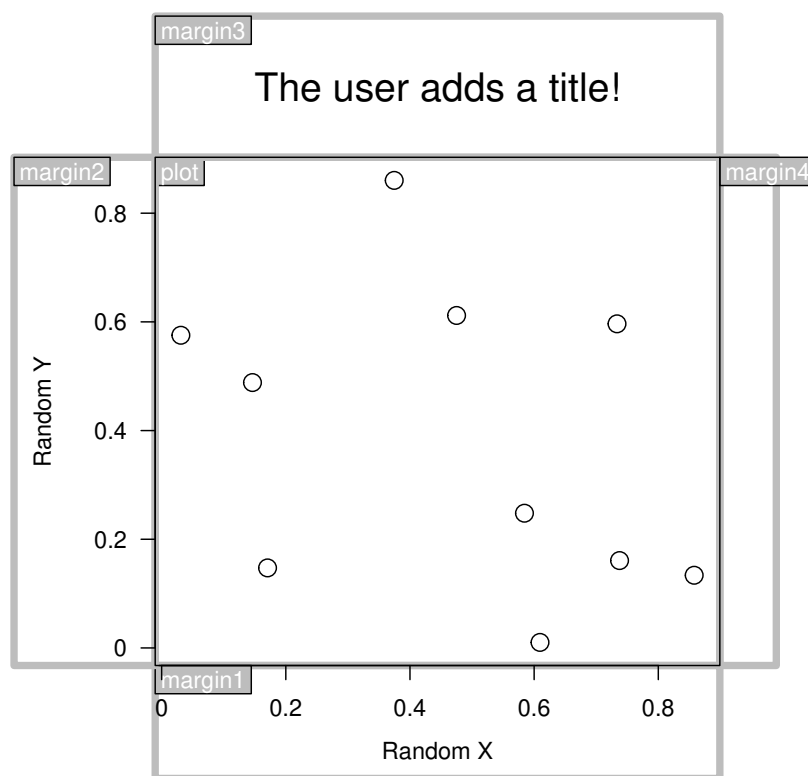 margin3
The user adds a title!
margin2
plot
margin4
0.8
0.6
0.4
0.2
0
Random Y
margin1
0 0.2 0.4 0.6 0.8
Random X